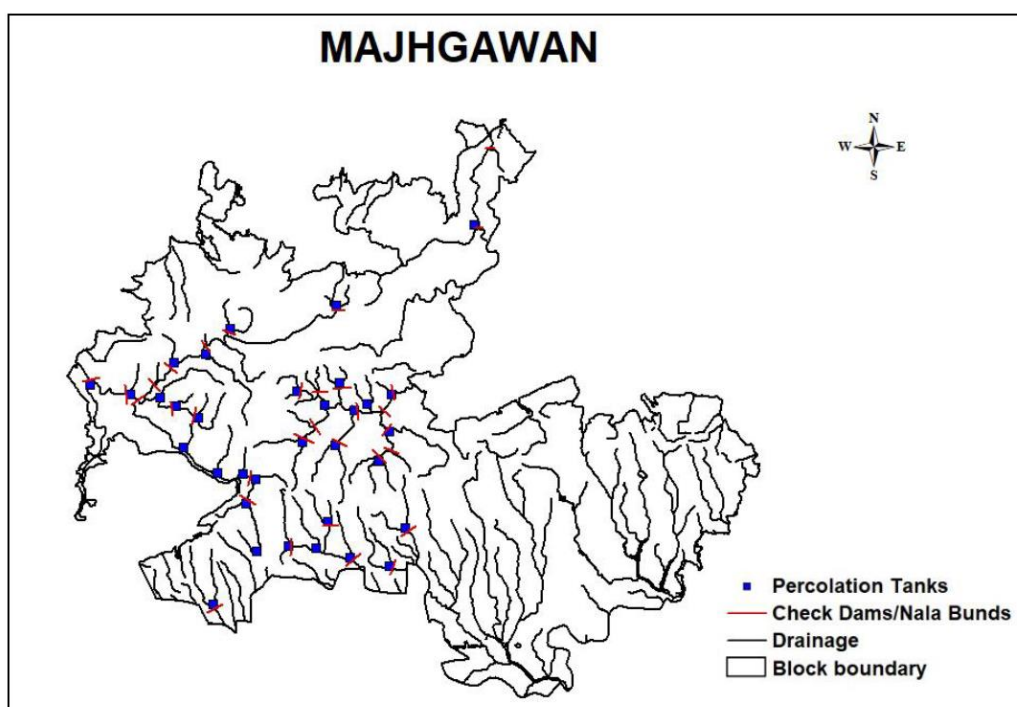 MAJHGAWAN
N
W E
S
Percolation Tanks
Check Dams/Nala Bunds
Drainage
Block boundary